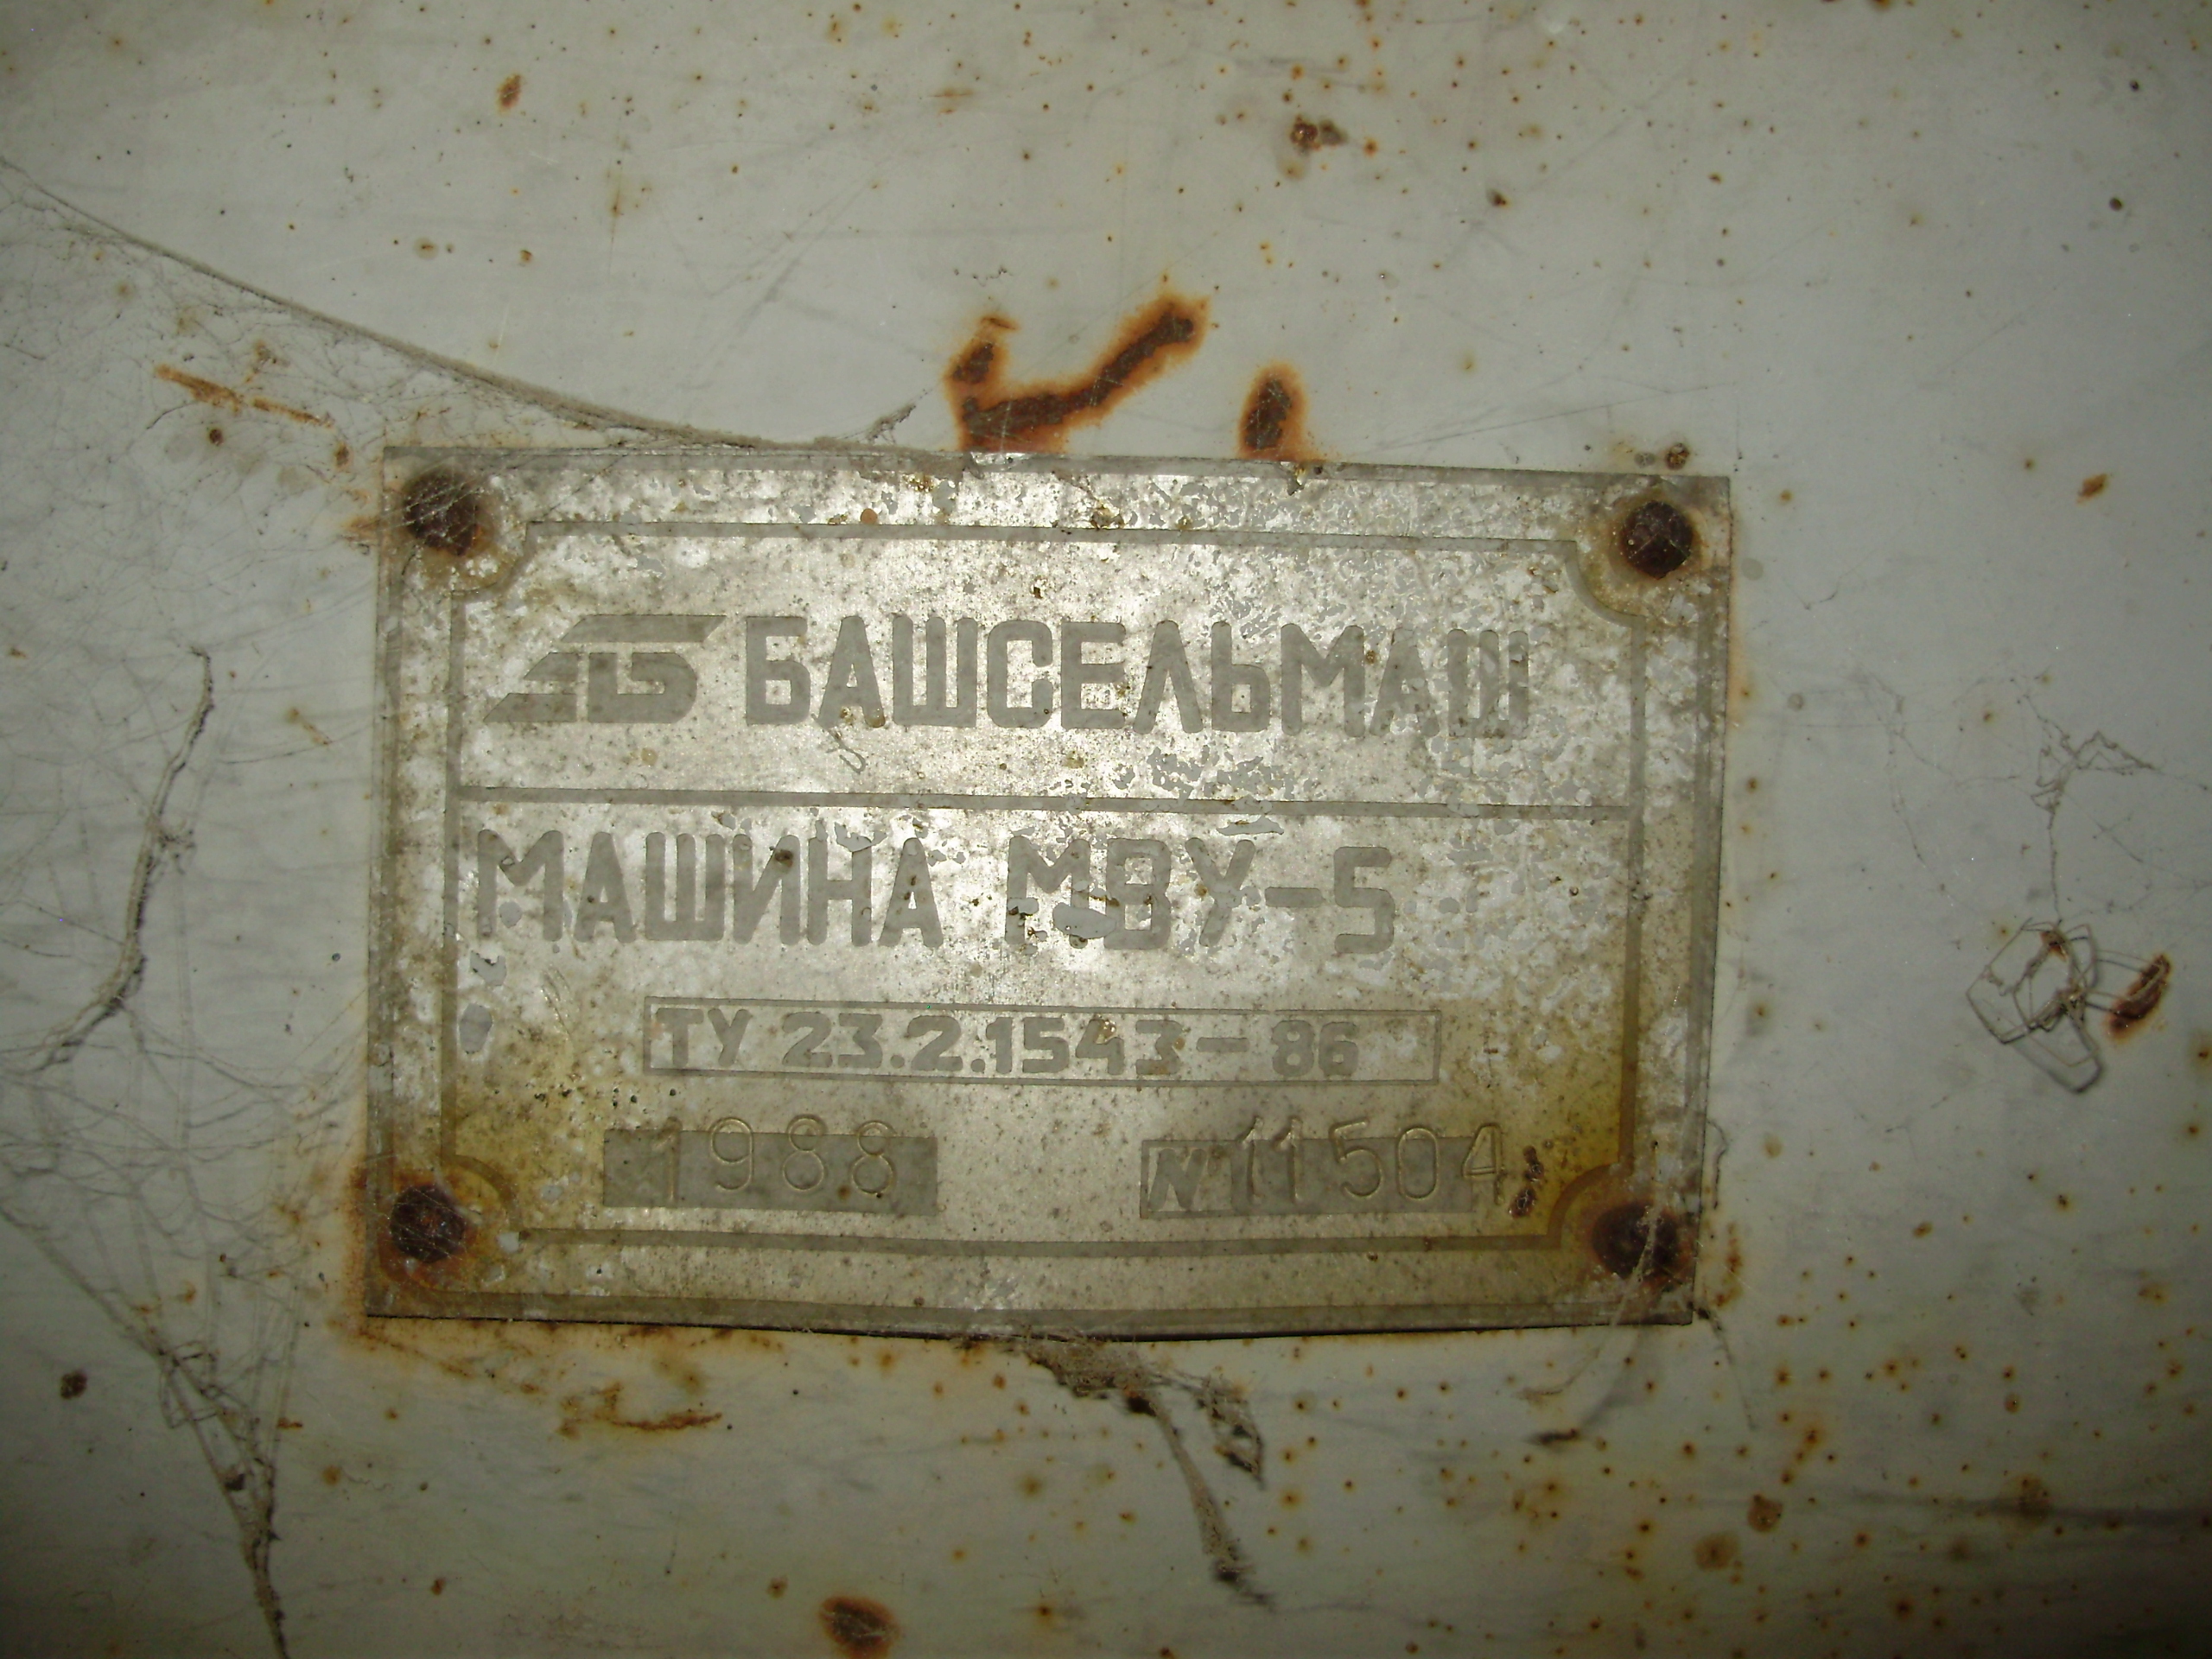 БАШСЕЛЬМАШ
МАШИНА МВУ-5
ТУ 23.2.1543-86
1988 №11504